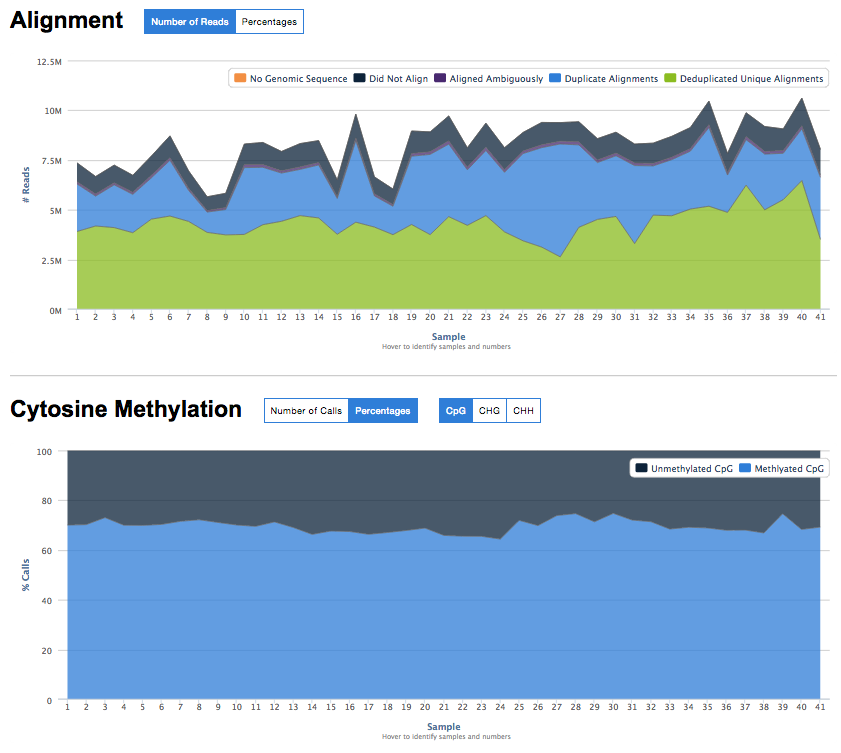 Alignment Number of Reads Percentages
12.5M
No Genomic Sequence Did Not Align Aligned Ambiguously Duplicate Alignments Deduplicated Unique Alignments
10M
7.5M
# Reads
5M
2.5M
0M
1 2 3 4 5 6 7 8 9 10 11 12 13 14 15 16 17 18 19 20 21 22 23 24 25 26 27 28 29 30 31 32 33 34 35 36 37 38 39 40 41
Sample
Hover to identify samples and numbers
Cytosine Methylation Number of Calls Percentages CpG CHG CHH
100
Unmethylated CpG Methlyated CpG
80
60
% Calls
40
20
0
1 2 3 4 5 6 7 8 9 10 11 12 13 14 15 16 17 18 19 20 21 22 23 24 25 26 27 28 29 30 31 32 33 34 35 36 37 38 39 40 41
Sample
Hover to identify samples and numbers